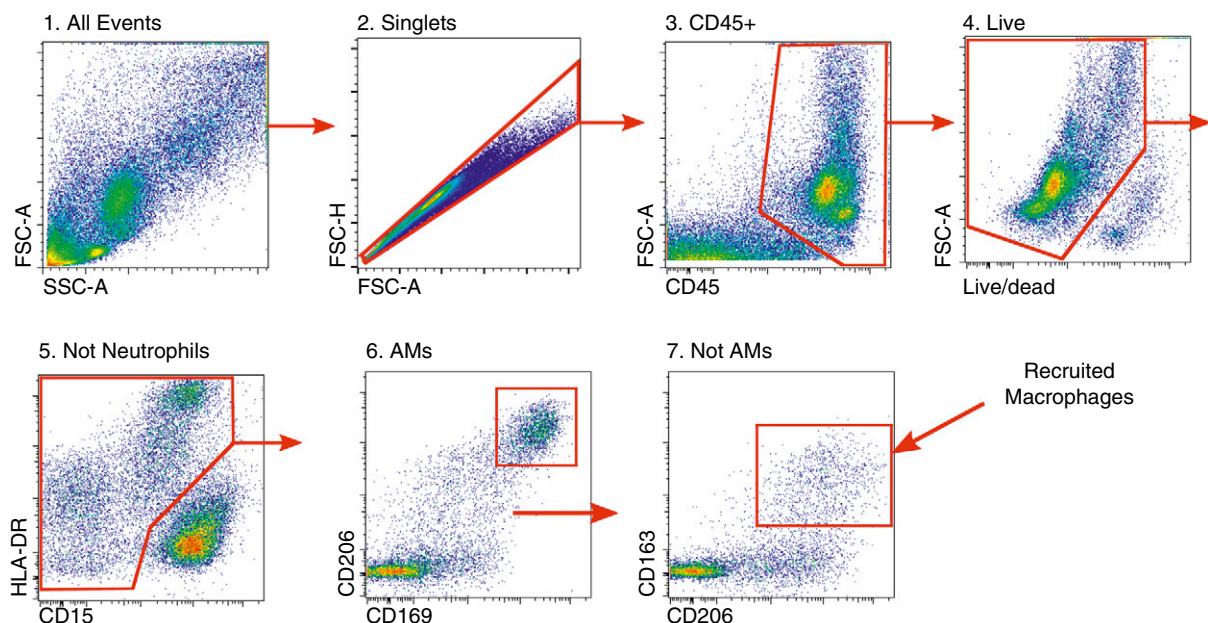 1. All Events
2. Singlets
3. CD45+
4. Live
FSC-A
SSC-A
FSC-H
FSC-A
FSC-A
CD45
FSC-A
Live/dead
5. Not Neutrophils
6. AMs
7. Not AMs
Recruited
Macrophages
HLA-DR
CD15
CD206
CD169
CD163
CD206